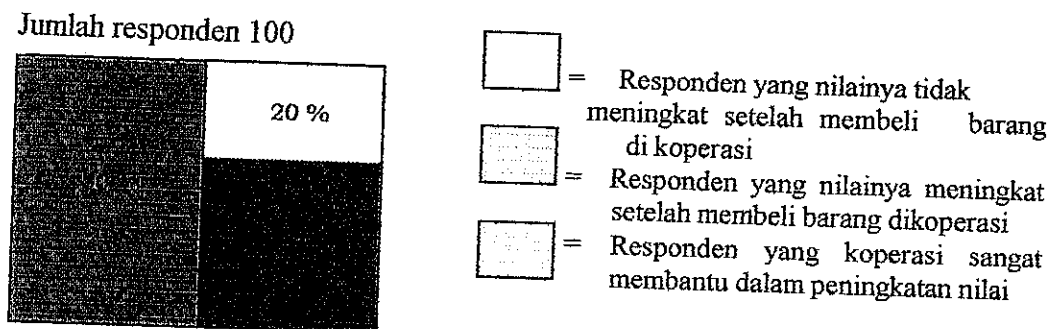 Jumlah responden 100
20 %
= Responden yang nilainya tidak
meningkat setelah membeli barang
di koperasi
= Responden yang nilainya meningkat
setelah membeli barang dikoperasi
= Responden yang koperasi sangat
membantu dalam peningkatan nilai